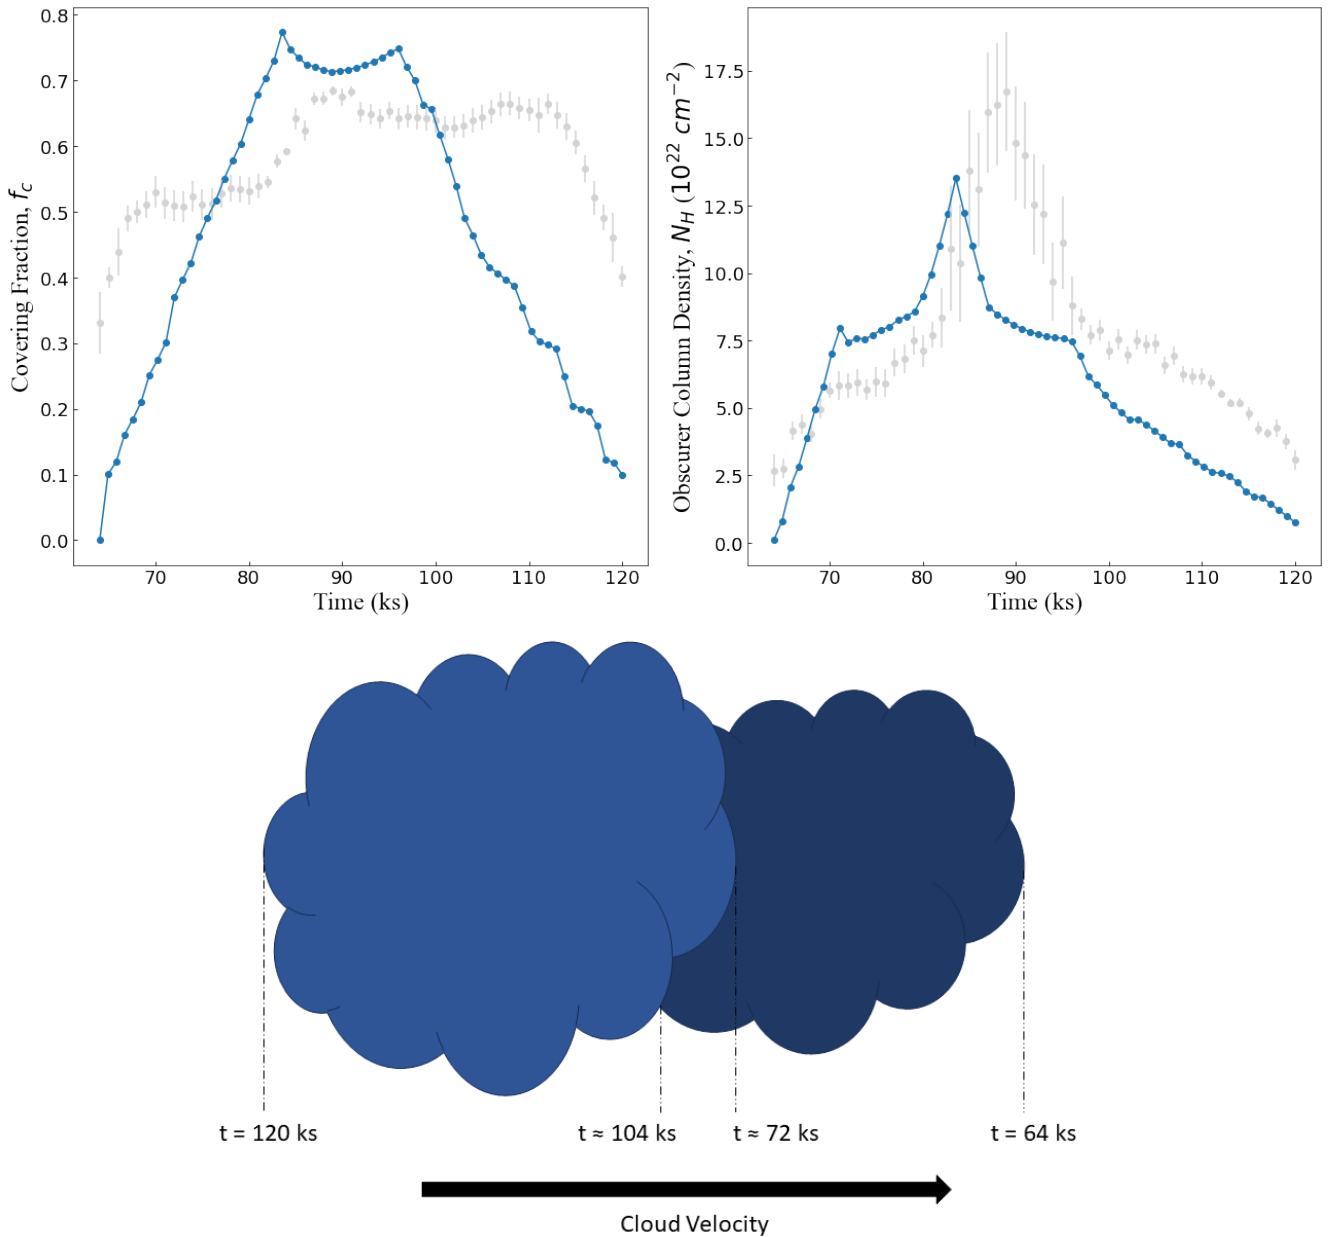 0.8
0.7
0.6
0.5
0.4
0.3
0.2
0.1
0.0
Covering Fraction, f_c
70 80 90 100 110 120
Time (ks)
17.5
15.0
12.5
10.0
7.5
5.0
2.5
0.0
Obscurer Column Density, N_H (10^22 cm^−2)
70 80 90 100 110 120
Time (ks)
t = 120 ks
t ≈ 104 ks
t ≈ 72 ks
t = 64 ks
Cloud Velocity